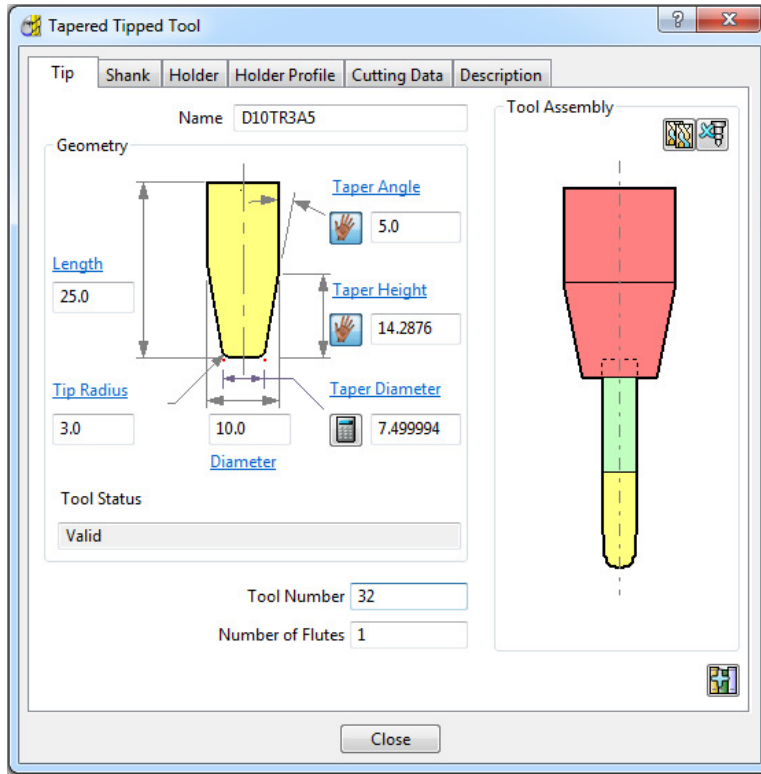 Tapered Tipped Tool
Tip Shank Holder Holder Profile Cutting Data Description
Name D10TR3A5
Tool Assembly
Geometry
Taper Angle
5.0
Length
25.0
Taper Height
14.2876
Tip Radius
3.0
10.0
Diameter
Taper Diameter
7.499994
Tool Status
Valid
Tool Number 32
Number of Flutes 1
Close